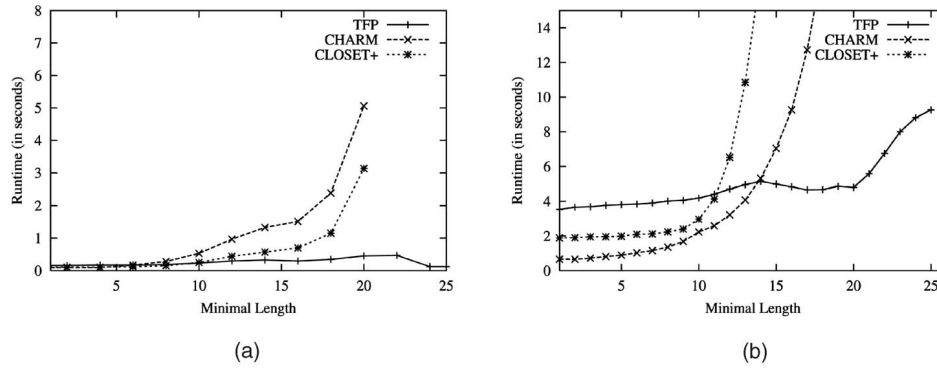 8
7
6
5
4
3
2
1
0
Runtime (in seconds)
TFP
CHARM
CLOSET+
5 10 15 20 25
Minimal Length
(a)
14
12
10
8
6
4
2
0
Runtime (in seconds)
TFP
CHARM
CLOSET+
5 10 15 20 25
Minimal Length
(b)